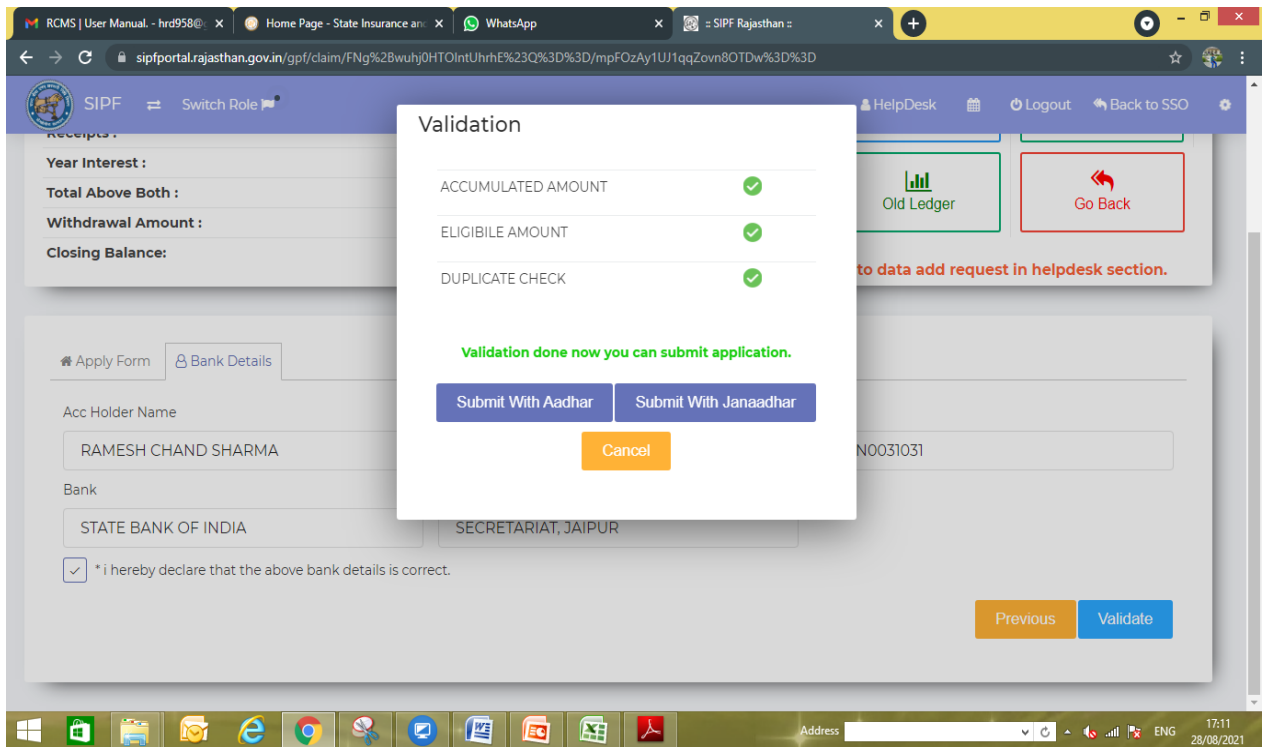 RCMS | User Manual. - hrd958@g
Home Page - State Insurance and
WhatsApp
:: SIPF Rajasthan ::
sipfportal.rajasthan.gov.in/gpf/claim/FNg%2Bwuhj0HTOIntUhrhE%23Q%3D%3D/mpFOzAy1UJ1qqZovn8OTDw%3D%3D
SIPF
Switch Role
HelpDesk
Logout
Back to SSO
Receipts :
Year Interest :
Total Above Both :
Withdrawal Amount :
Closing Balance:
Old Ledger
Go Back
to data add request in helpdesk section.
Validation
ACCUMULATED AMOUNT
ELIGIBILE AMOUNT
DUPLICATE CHECK
Validation done now you can submit application.
Submit With Aadhar
Submit With Janaadhar
Cancel
Apply Form
Bank Details
Acc Holder Name
RAMESH CHAND SHARMA
N0031031
Bank
STATE BANK OF INDIA
SECRETARIAT, JAIPUR
* i hereby declare that the above bank details is correct.
Previous
Validate
Address
ENG
17:11
28/08/2021